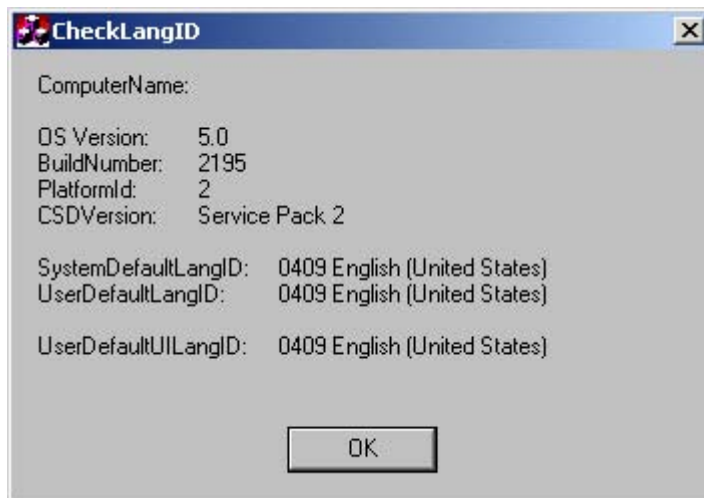 CheckLangID
ComputerName:
OS Version: 5.0
BuildNumber: 2195
PlatformId: 2
CSDVersion: Service Pack 2
SystemDefaultLangID: 0409 English (United States)
UserDefaultLangID: 0409 English (United States)
UserDefaultUILangID: 0409 English (United States)
OK